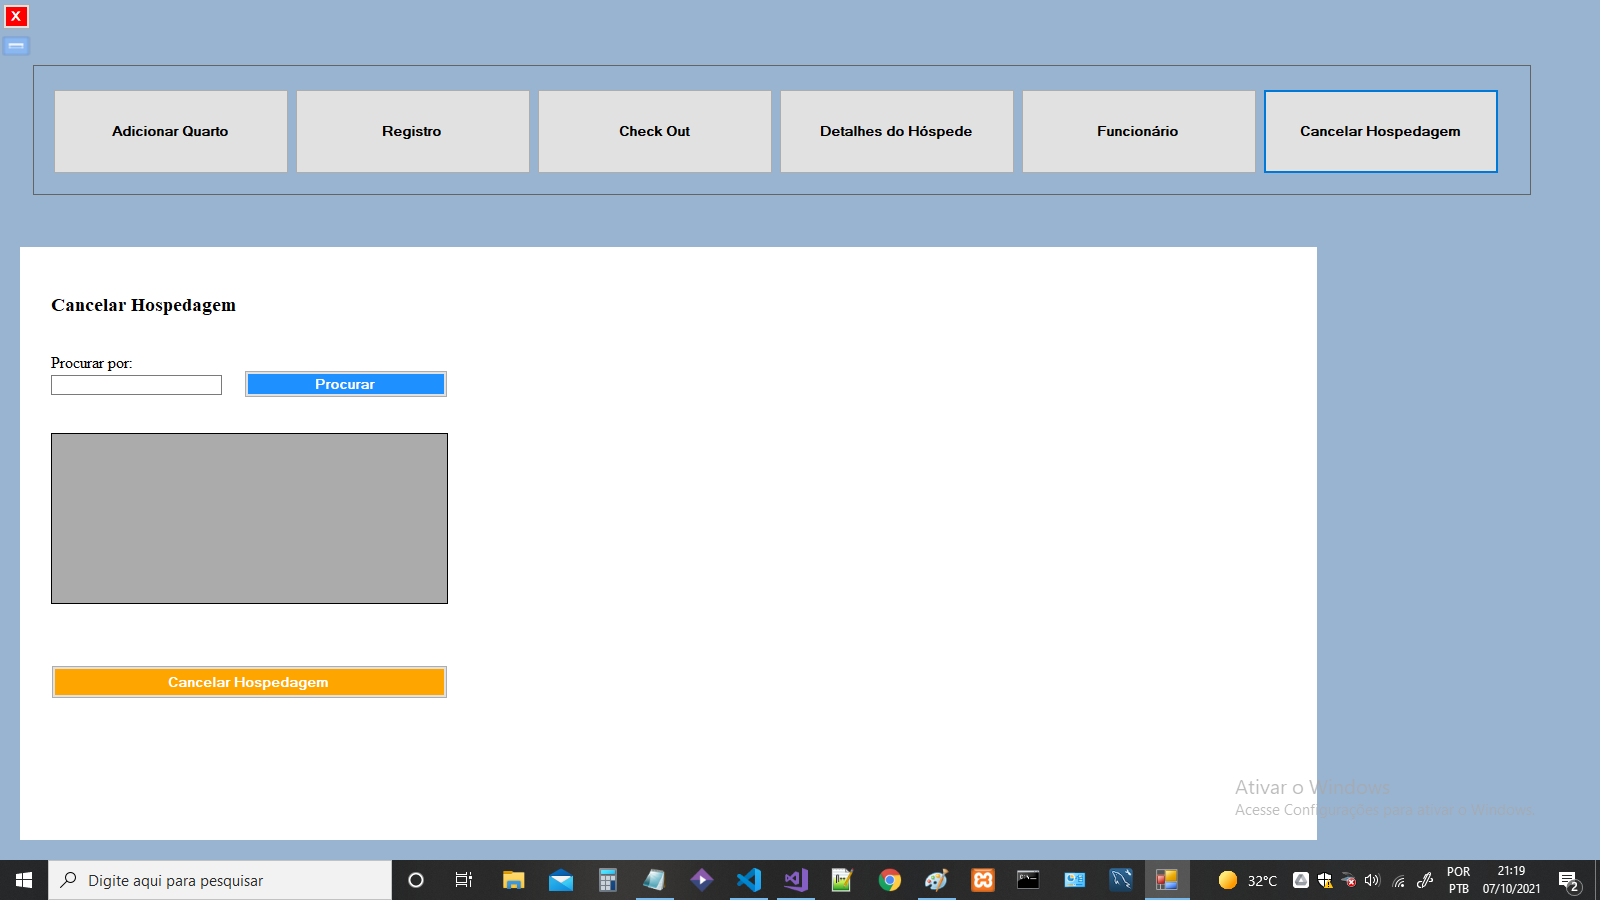 X
Adicionar Quarto
Registro
Check Out
Detalhes do Hóspede
Funcionário
Cancelar Hospedagem
Cancelar Hospedagem
Procurar por:
Procurar
Cancelar Hospedagem
Ativar o Windows
Acesse Configurações para ativar o Windows.
Digite aqui para pesquisar
32°C
POR
PTB
21:19
07/10/2021
2